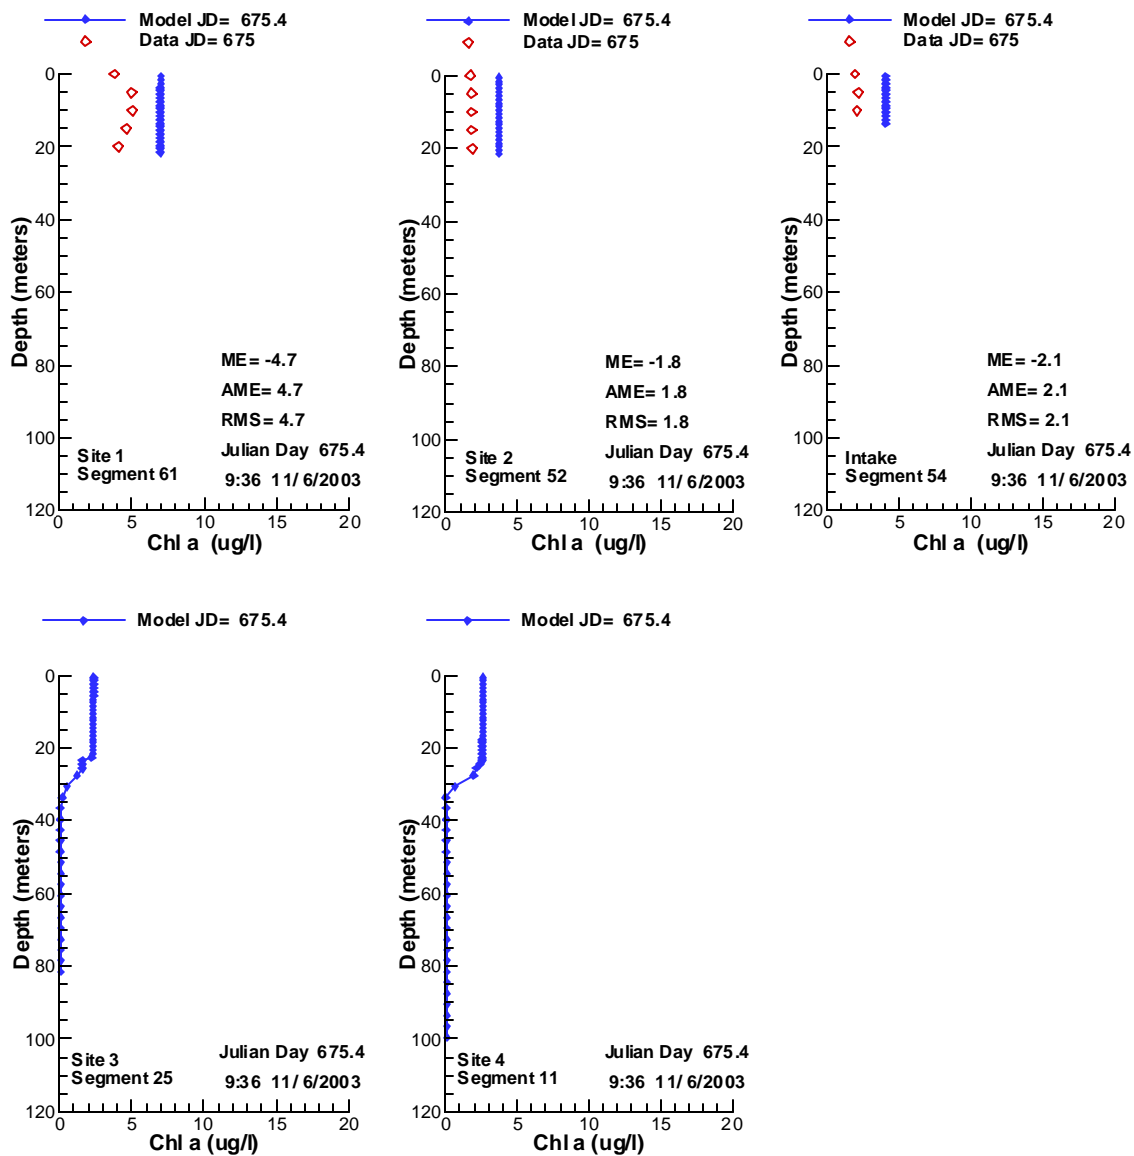 Model JD= 675.4
Data JD= 675
0
20
40
60
80
100
120
Depth (meters)
ME= -4.7
AME= 4.7
RMS= 4.7
Julian Day 675.4
9:36 11/6/2003
Site 1
Segment 61
0 5 10 15 20
Chl a (ug/l)
Model JD= 675.4
Data JD= 675
0
20
40
60
80
100
120
Depth (meters)
ME= -1.8
AME= 1.8
RMS= 1.8
Julian Day 675.4
9:36 11/6/2003
Site 2
Segment 52
0 5 10 15 20
Chl a (ug/l)
Model JD= 675.4
Data JD= 675
0
20
40
60
80
100
120
Depth (meters)
ME= -2.1
AME= 2.1
RMS= 2.1
Julian Day 675.4
9:36 11/6/2003
Intake
Segment 54
0 5 10 15 20
Chl a (ug/l)
Model JD= 675.4
0
20
40
60
80
100
120
Depth (meters)
Julian Day 675.4
9:36 11/6/2003
Site 3
Segment 25
0 5 10 15 20
Chl a (ug/l)
Model JD= 675.4
0
20
40
60
80
100
120
Depth (meters)
Julian Day 675.4
9:36 11/6/2003
Site 4
Segment 11
0 5 10 15 20
Chl a (ug/l)